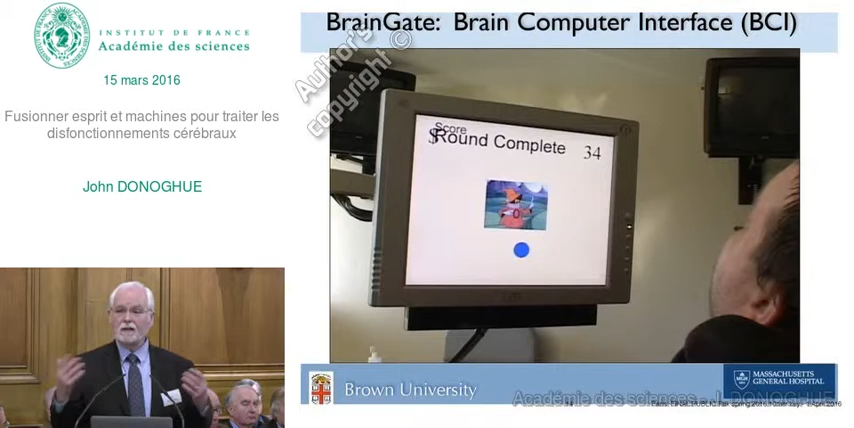 INSTITUT DE FRANCE
Académie des sciences
15 mars 2016
Fusionner esprit et machines pour traiter les
disfonctionnements cérébraux
John DONOGHUE
BrainGate: Brain Computer Interface (BCI)
Author's
copyright ©
Score
$
Round Complete 34
Brown University
MASSACHUSETTS
GENERAL HOSPITAL
Académie des sciences - J. DONOGHUE